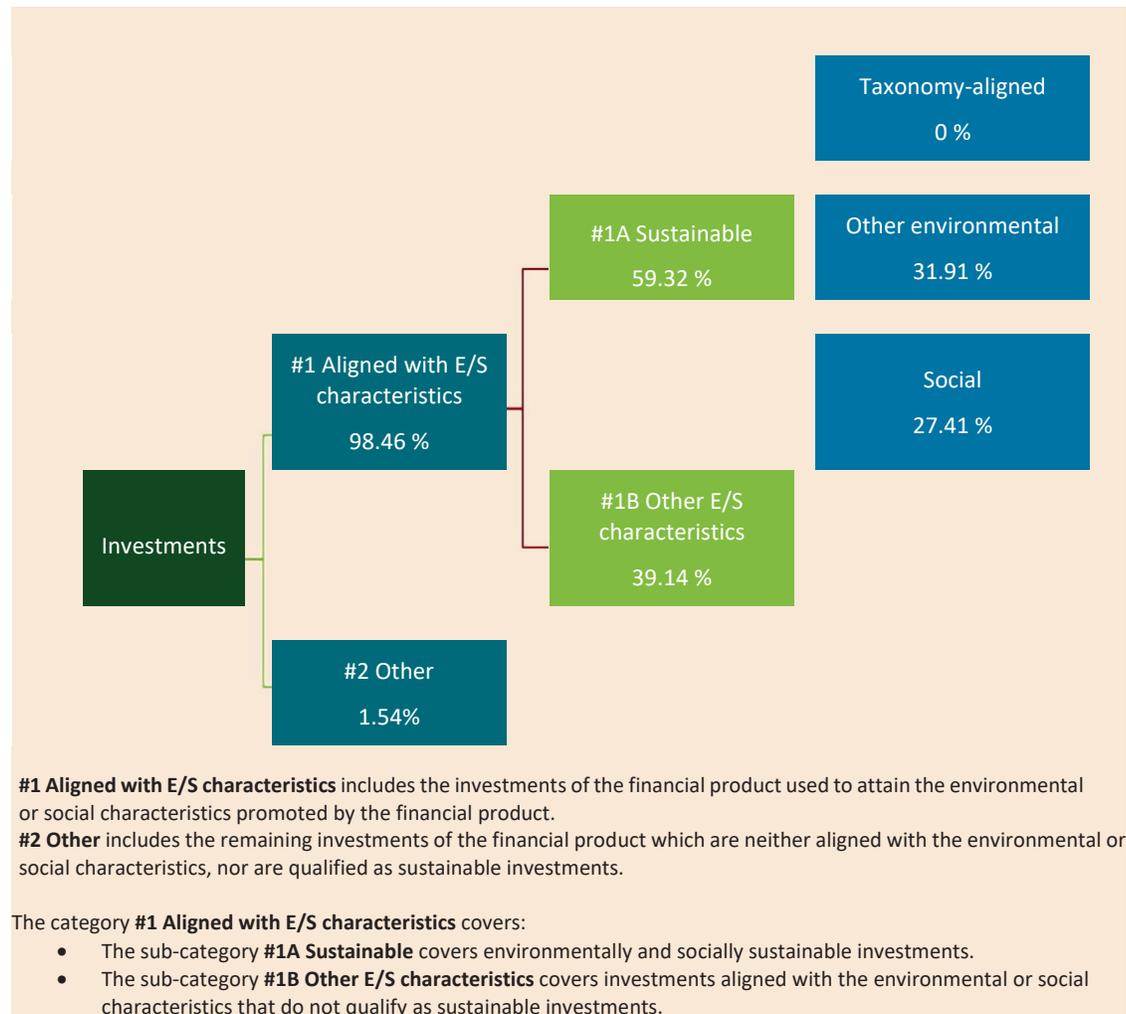 Taxonomy-aligned
0 %
#1A Sustainable
59.32 %
Other environmental
31.91 %
#1 Aligned with E/S
characteristics
98.46 %
Social
27.41 %
Investments
#1B Other E/S
characteristics
39.14 %
#2 Other
1.54%
#1 Aligned with E/S characteristics includes the investments of the financial product used to attain the environmental
or social characteristics promoted by the financial product.
#2 Other includes the remaining investments of the financial product which are neither aligned with the environmental or
social characteristics, nor are qualified as sustainable investments.
The category #1 Aligned with E/S characteristics covers:
• The sub-category #1A Sustainable covers environmentally and socially sustainable investments.
• The sub-category #1B Other E/S characteristics covers investments aligned with the environmental or social
characteristics that do not qualify as sustainable investments.